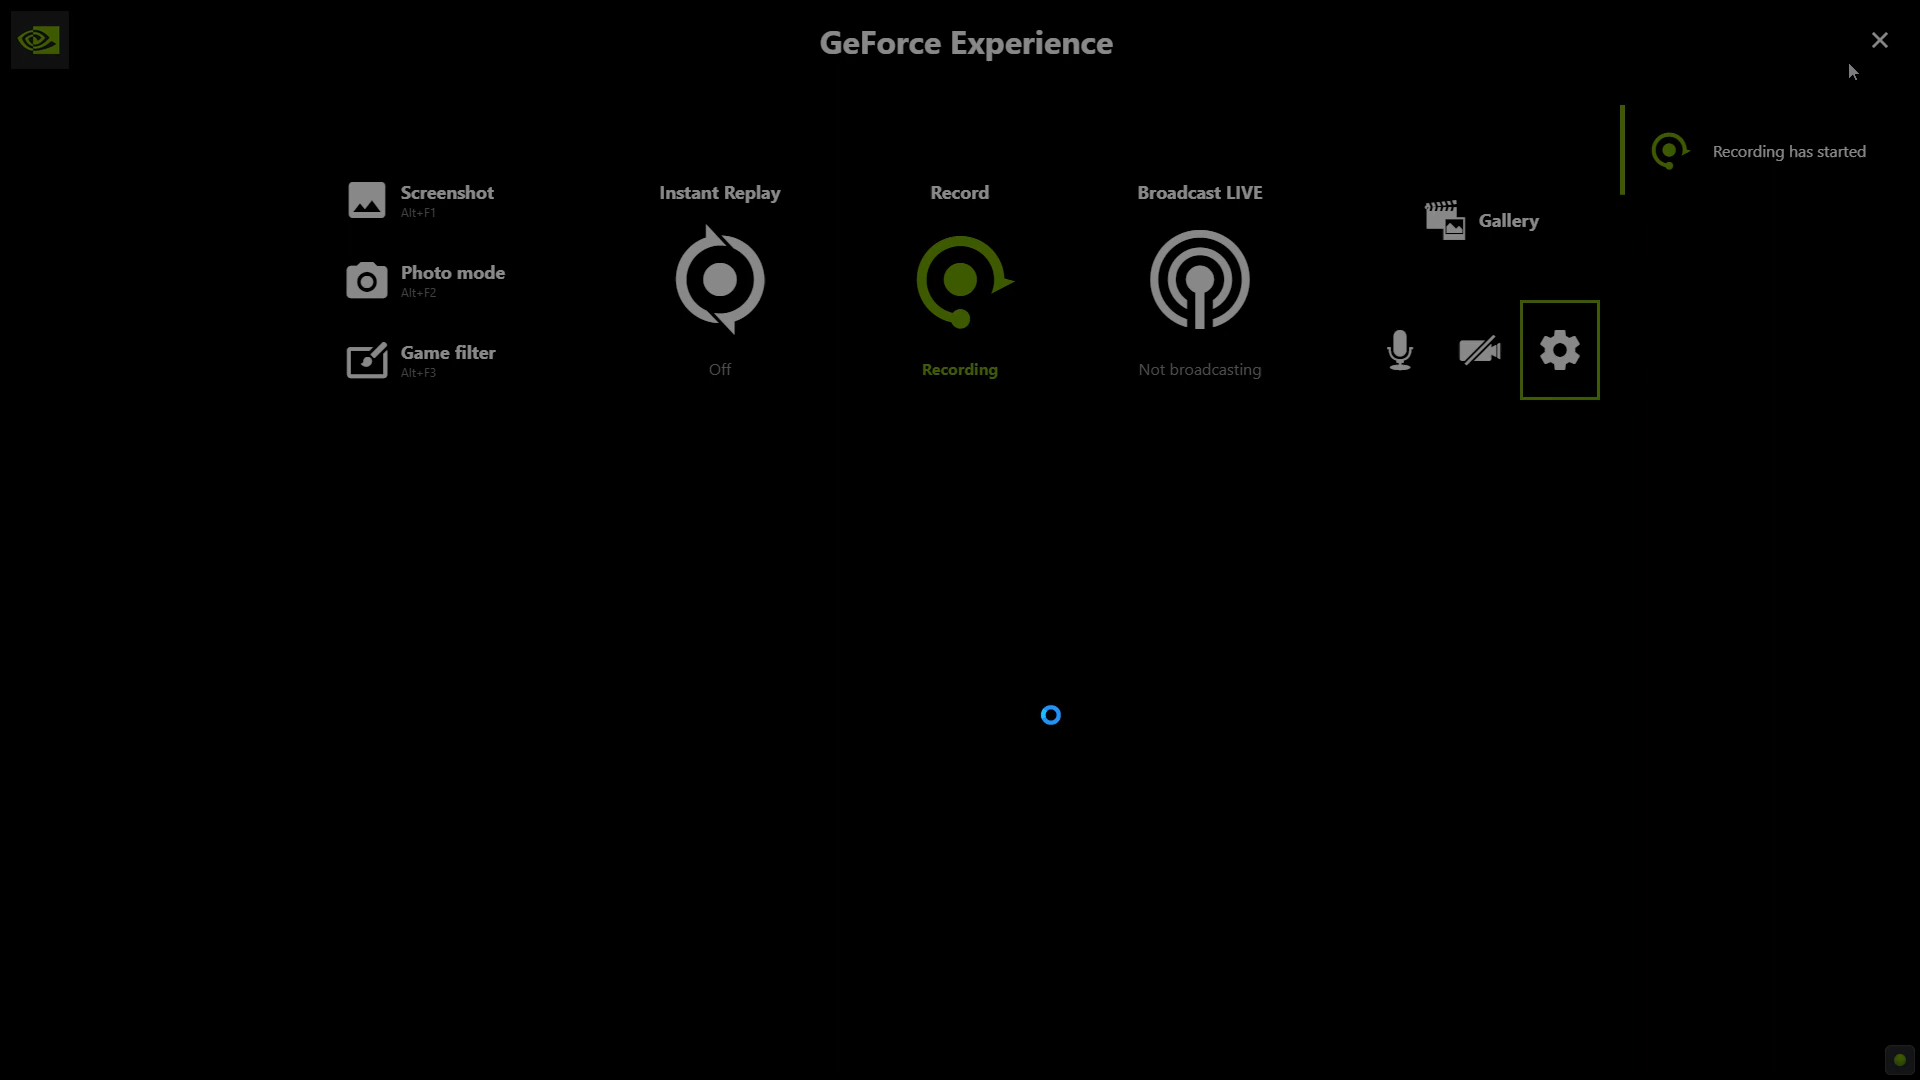 GeForce Experience
Recording has started
Screenshot
Alt+F1
Photo mode
Alt+F2
Game filter
Alt+F3
Instant Replay
Off
Record
Recording
Broadcast LIVE
Not broadcasting
Gallery